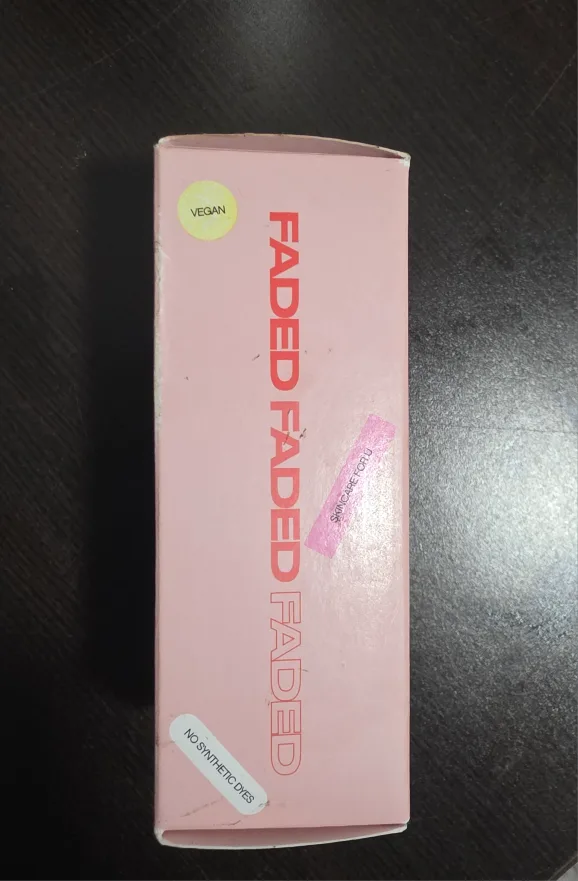 VEGAN
FADED FADED FADED
SKINCARE FOR U
NO SYNTHETIC DYES